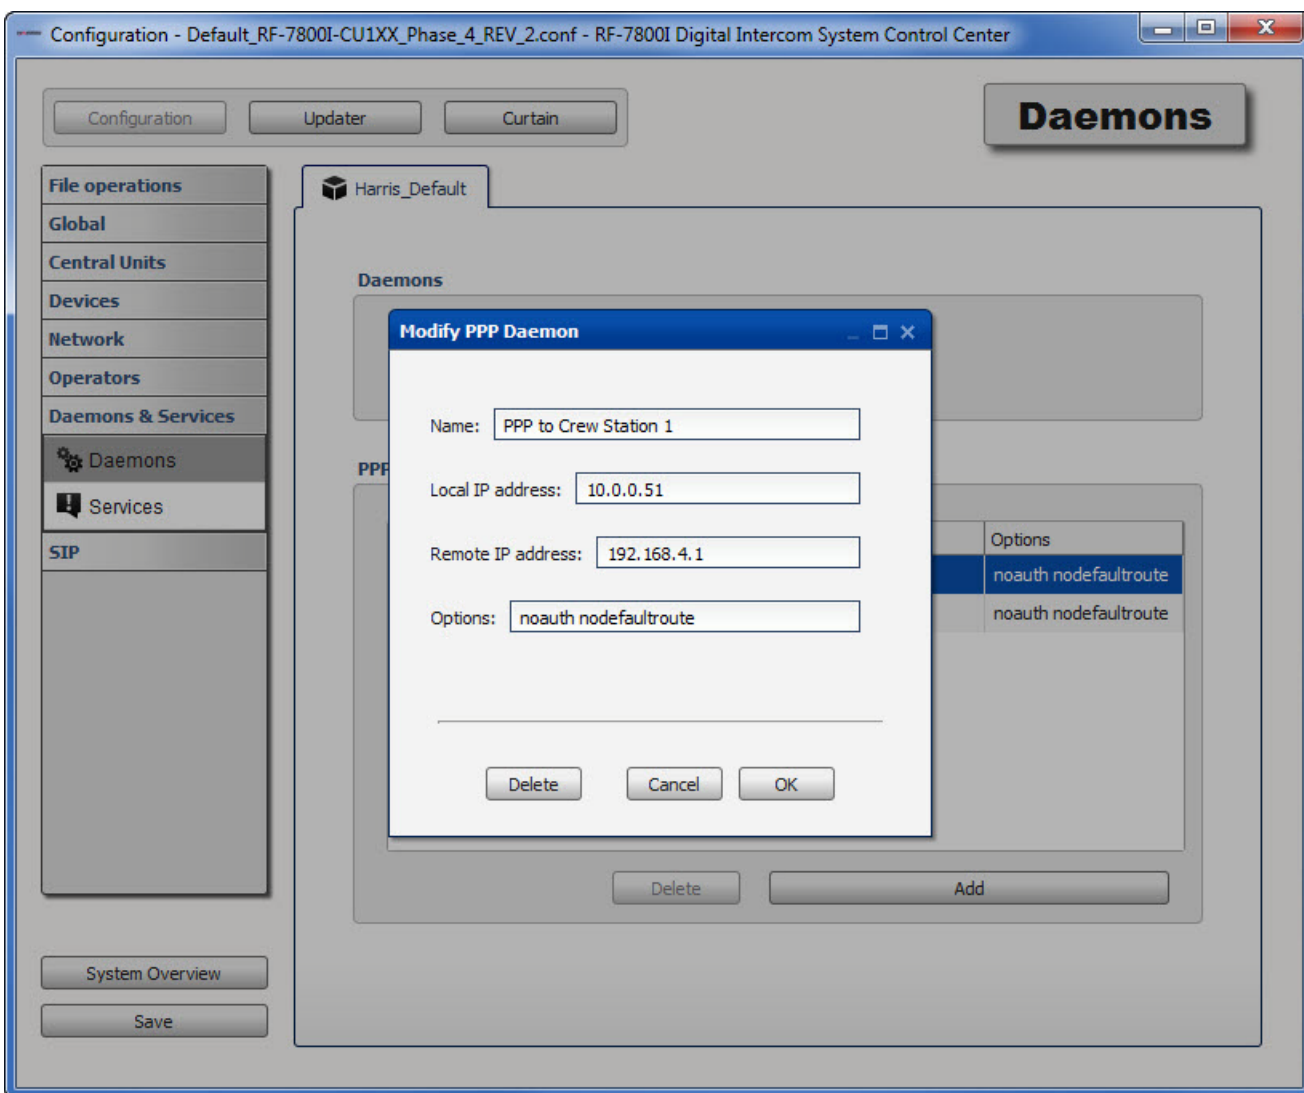 Configuration - Default_RF-7800I-CU1XX_Phase_4_REV_2.conf - RF-7800I Digital Intercom System Control Center
Configuration Updater Curtain
Daemons
File operations
Global
Central Units
Devices
Network
Operators
Daemons & Services
Daemons
Services
SIP
System Overview
Save
Harris_Default
Daemons
PPP
Options
noauth nodefaultroute
noauth nodefaultroute
Delete Add
Modify PPP Daemon
Name: PPP to Crew Station 1
Local IP address: 10.0.0.51
Remote IP address: 192.168.4.1
Options: noauth nodefaultroute
Delete Cancel OK